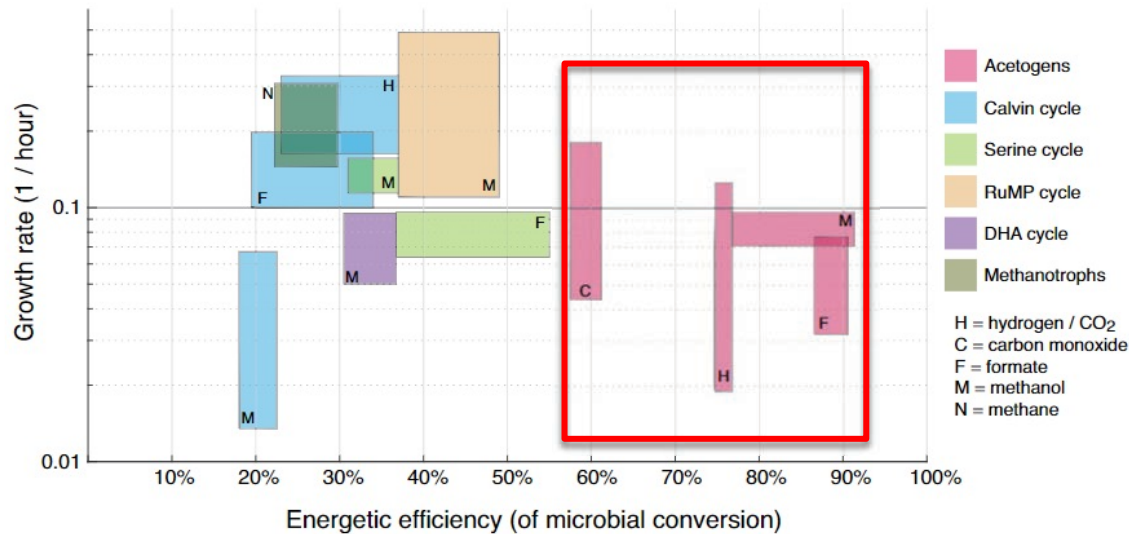 Growth rate (1 / hour)
0.1
0.01
N
H
F
M
M
M
F
M
C
H
M
F
10%
20%
30%
40%
50%
60%
70%
80%
90%
100%
Energetic efficiency (of microbial conversion)
Acetogens
Calvin cycle
Serine cycle
RuMP cycle
DHA cycle
Methanotrophs
H = hydrogen / CO₂
C = carbon monoxide
F = formate
M = methanol
N = methane